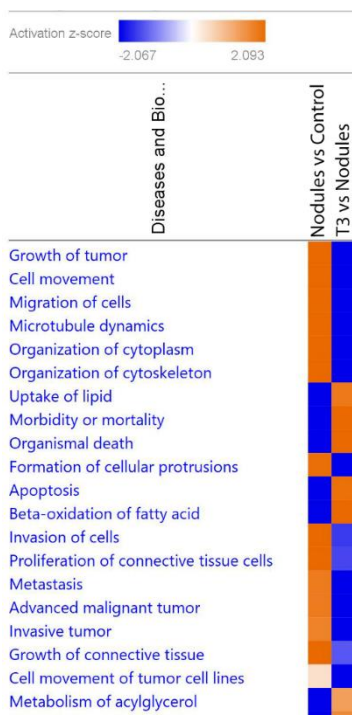 Activation z-score
-2.067 2.093
Diseases and Bio...
Nodules vs Control
T3 vs Nodules
Growth of tumor
Cell movement
Migration of cells
Microtubule dynamics
Organization of cytoplasm
Organization of cytoskeleton
Uptake of lipid
Morbidity or mortality
Organismal death
Formation of cellular protrusions
Apoptosis
Beta-oxidation of fatty acid
Invasion of cells
Proliferation of connective tissue cells
Metastasis
Advanced malignant tumor
Invasive tumor
Growth of connective tissue
Cell movement of tumor cell lines
Metabolism of acylglycerol